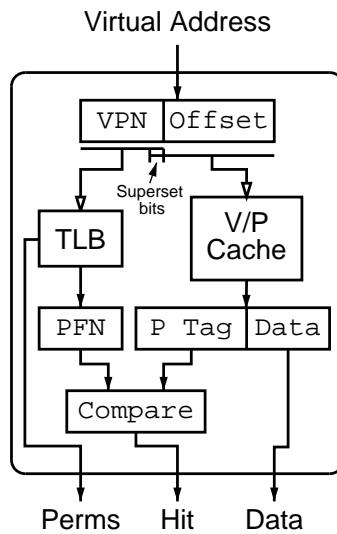 Virtual Address
VPN Offset
Superset
bits
TLB
V/P
Cache
PFN P Tag Data
Compare
Perms Hit Data